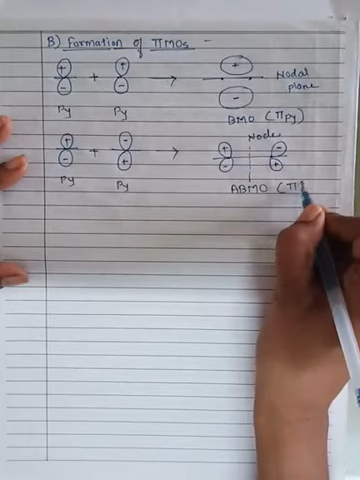 B) Formation of ΠMOs -
+ + + → + Nodal plane
- - -
Py Py BMO (ΠPy)
Node
+ + - → + -
- + - +
Py Py ABMO (Π